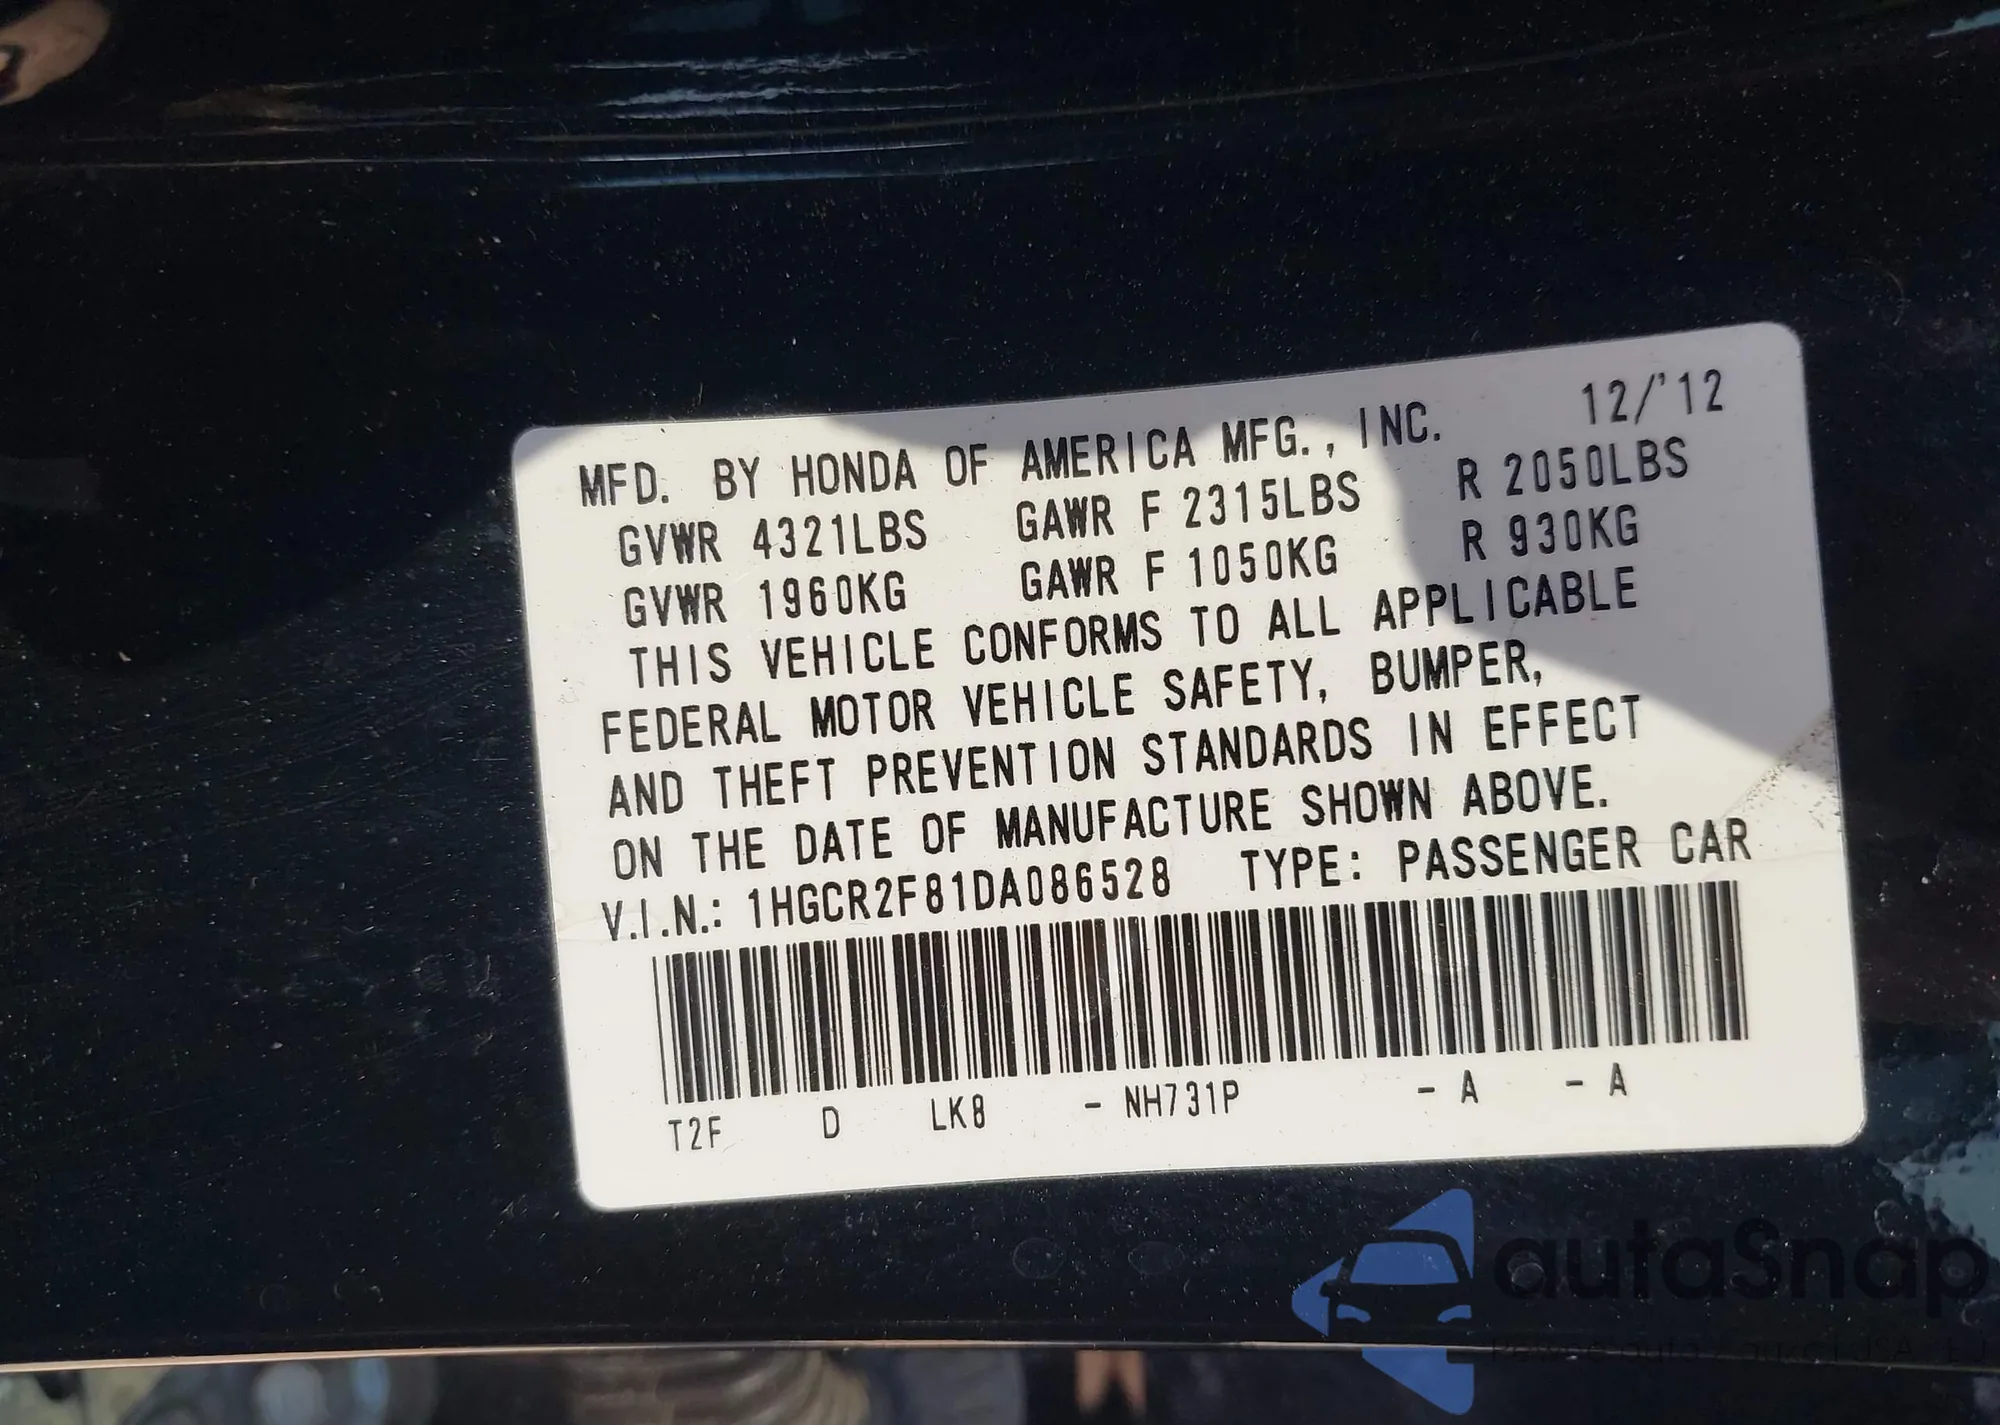 MFD. BY HONDA OF AMERICA MFG., INC. 12/'12
GVWR 4321LBS GAWR F 2315LBS R 2050LBS
GVWR 1960KG GAWR F 1050KG R 930KG
THIS VEHICLE CONFORMS TO ALL APPLICABLE
FEDERAL MOTOR VEHICLE SAFETY, BUMPER,
AND THEFT PREVENTION STANDARDS IN EFFECT
ON THE DATE OF MANUFACTURE SHOWN ABOVE.
V.I.N.: 1HGCR2F81DA086528 TYPE: PASSENGER CAR
T2F D LK8 - NH731P - A - A
autaSnap